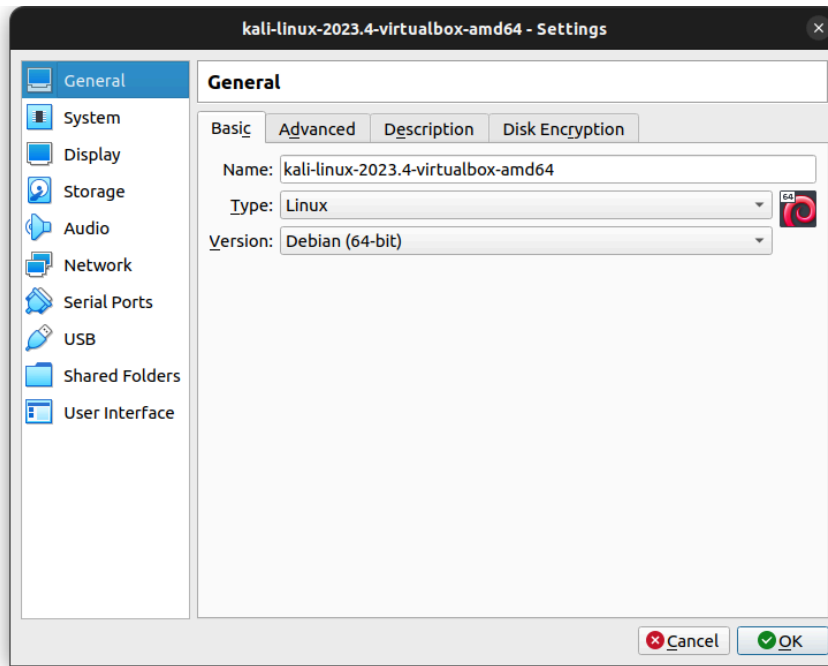 kali-linux-2023.4-virtualbox-amd64 - Settings
General
System
Display
Storage
Audio
Network
Serial Ports
USB
Shared Folders
User Interface
General
Basic Advanced Description Disk Encryption
Name: kali-linux-2023.4-virtualbox-amd64
Type: Linux
64
Version: Debian (64-bit)
Cancel OK